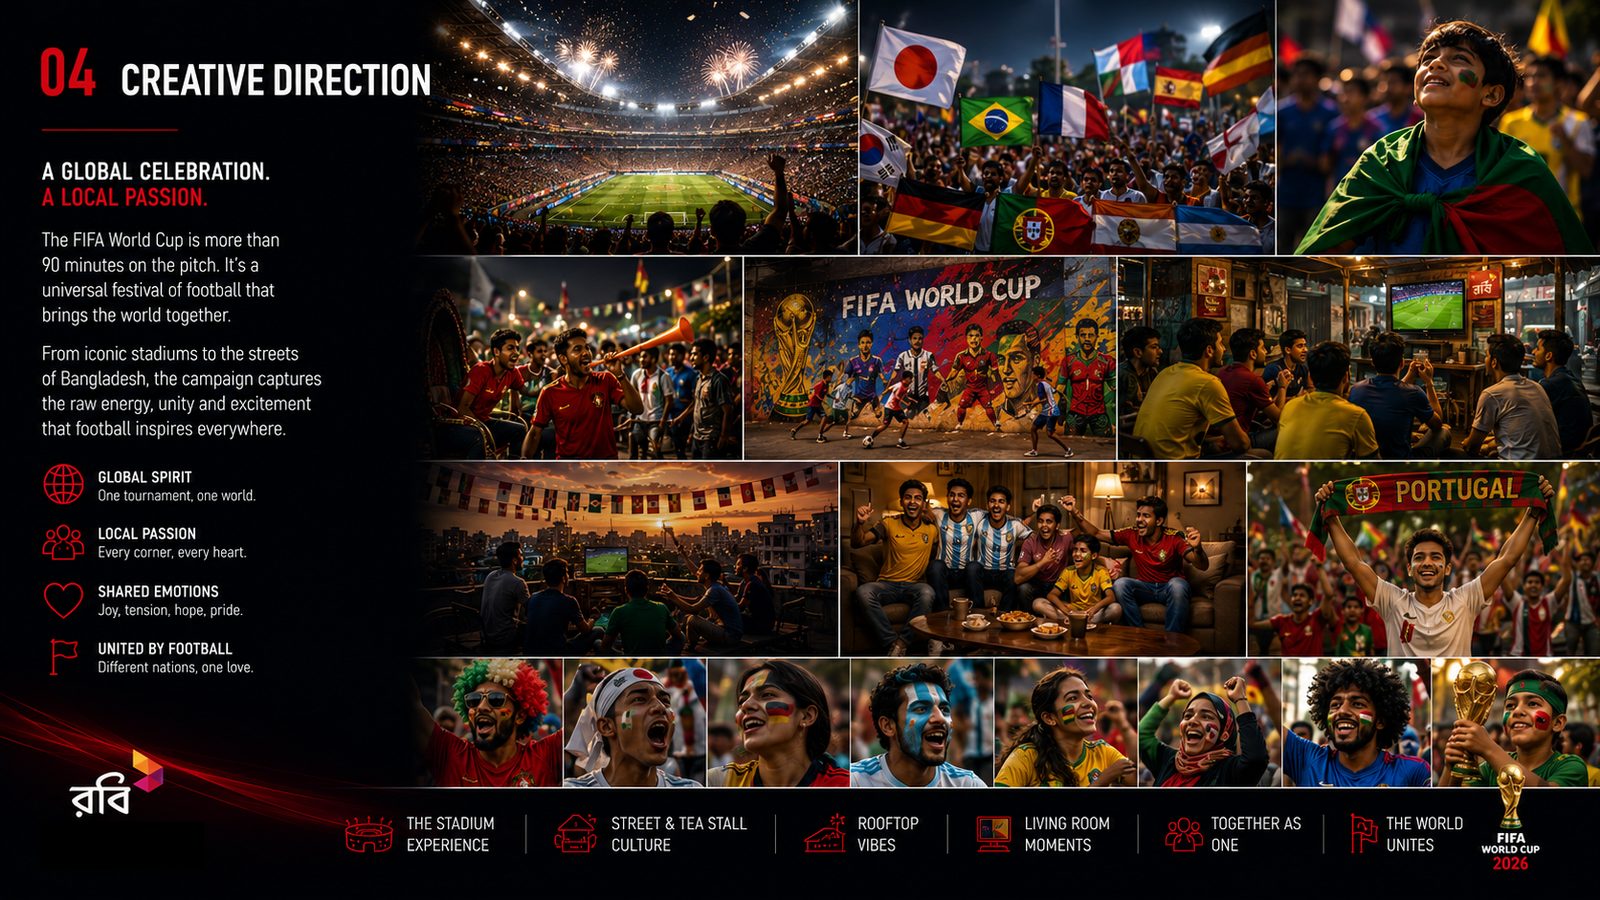 04 CREATIVE DIRECTION
A GLOBAL CELEBRATION.
A LOCAL PASSION.
The FIFA World Cup is more than
90 minutes on the pitch. It's a
universal festival of football that
brings the world together.
From iconic stadiums to the streets
of Bangladesh, the campaign captures
the raw energy, unity and excitement
that football inspires everywhere.
GLOBAL SPIRIT
One tournament, one world.
LOCAL PASSION
Every corner, every heart.
SHARED EMOTIONS
Joy, tension, hope, pride.
UNITED BY FOOTBALL
Different nations, one love.
FIFA WORLD CUP
রবি
PORTUGAL
রবি
THE STADIUM
EXPERIENCE
STREET & TEA STALL
CULTURE
ROOFTOP
VIBES
LIVING ROOM
MOMENTS
TOGETHER AS
ONE
THE WORLD
UNITES
FIFA
WORLD CUP
2026